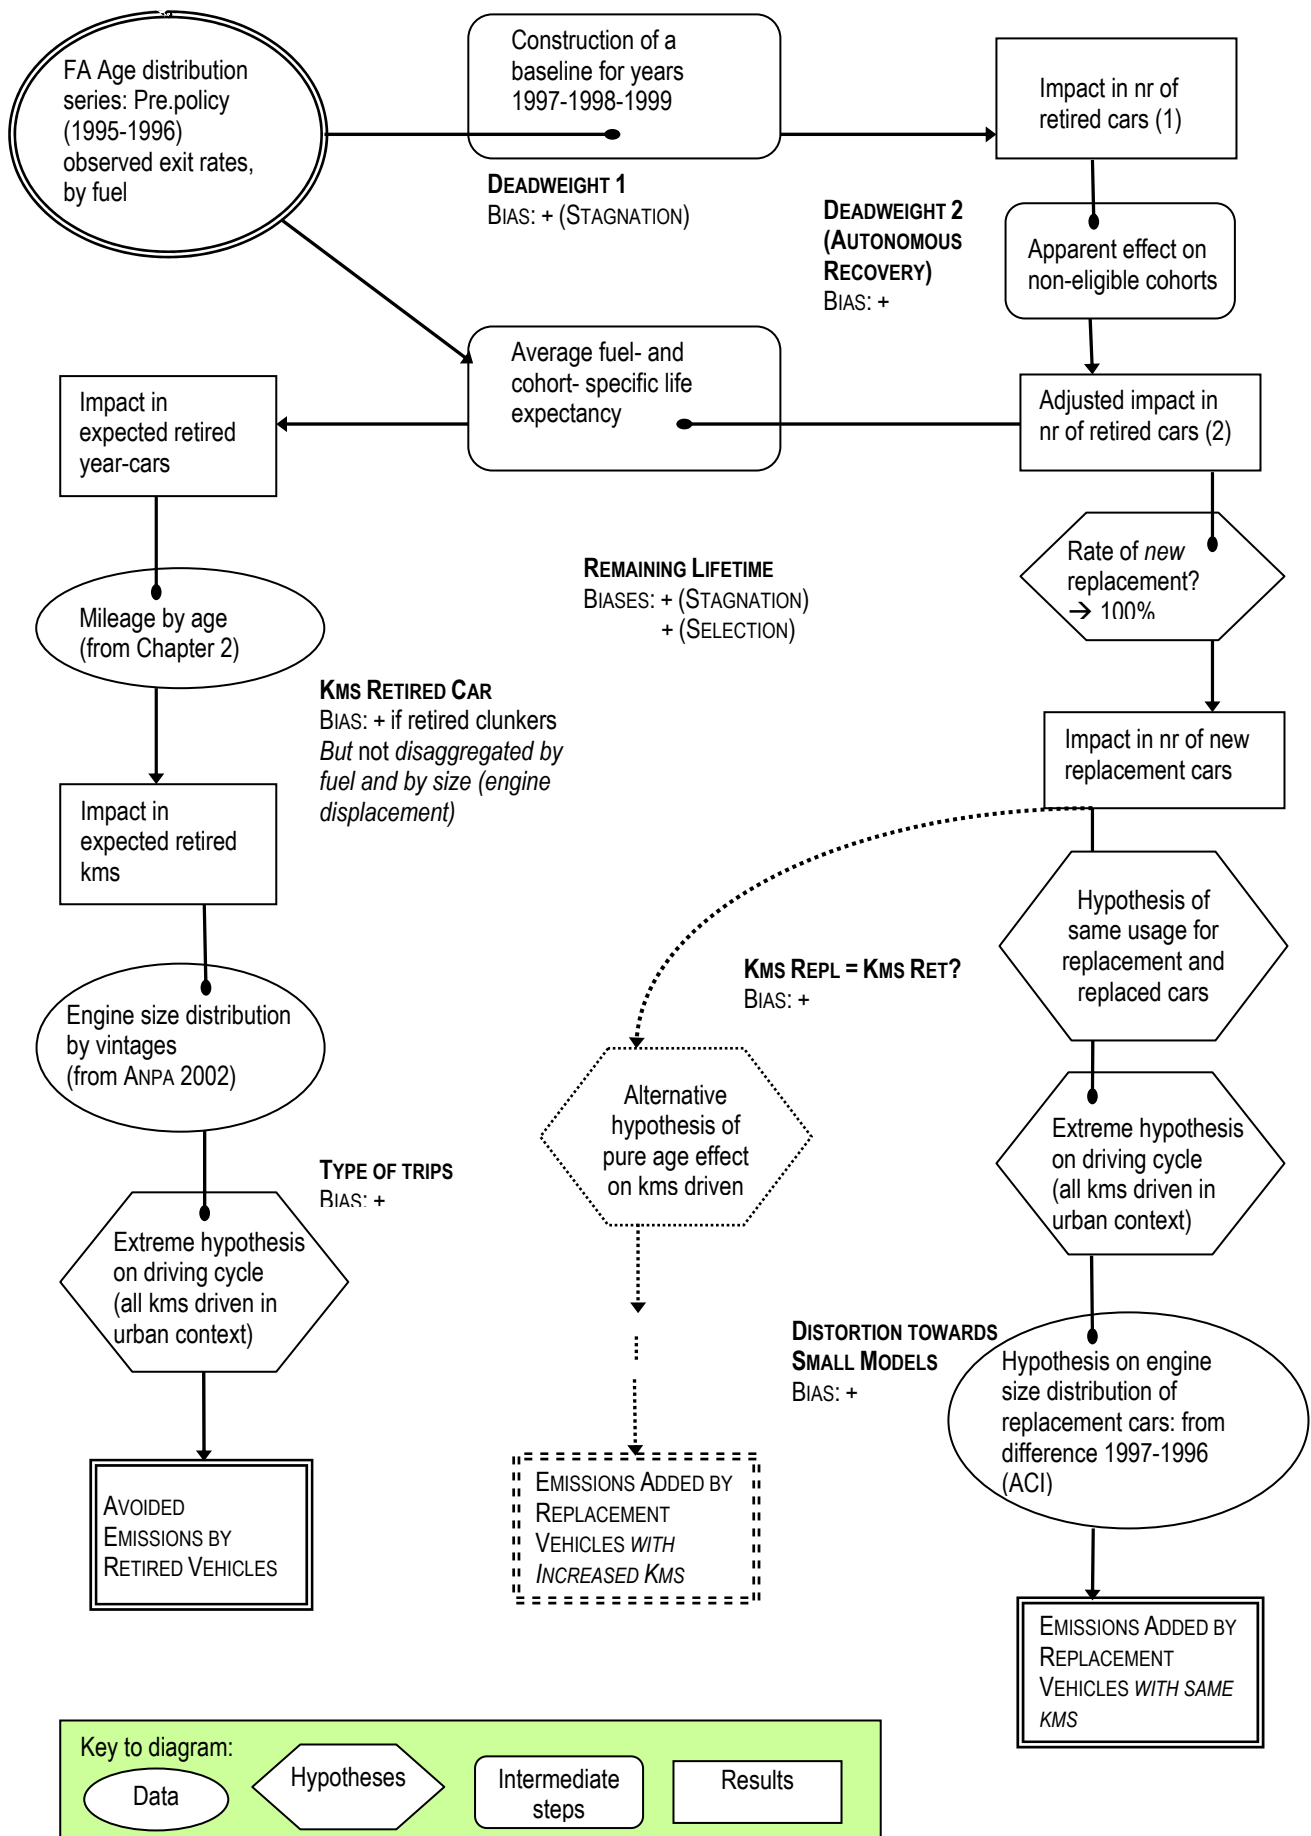 FA Age distribution
series: Pre.policy
(1995-1996)
observed exit rates,
by fuel
Construction of a
baseline for years
1997-1998-1999
Impact in nr of
retired cars (1)
DEADWEIGHT 1
BIAS: + (STAGNATION)
DEADWEIGHT 2
(AUTONOMOUS
RECOVERY)
BIAS: +
Apparent effect on
non-eligible cohorts
Average fuel- and
cohort- specific life
expectancy
Impact in
expected retired
year-cars
Adjusted impact in
nr of retired cars (2)
Rate of new
replacement?
→ 100%
REMAINING LIFETIME
BIASES: + (STAGNATION)
+ (SELECTION)
Mileage by age
(from Chapter 2)
KMS RETIRED CAR
BIAS: + if retired clunkers
But not disaggregated by
fuel and by size (engine
displacement)
Impact in nr of new
replacement cars
Impact in
expected retired
kms
Hypothesis of
same usage for
replacement and
replaced cars
KMS REPL = KMS RET?
BIAS: +
Engine size distribution
by vintages
(from ANPA 2002)
Alternative
hypothesis of
pure age effect
on kms driven
Extreme hypothesis
on driving cycle
(all kms driven in
urban context)
TYPE OF TRIPS
BIAS: +
Extreme hypothesis
on driving cycle
(all kms driven in
urban context)
DISTORTION TOWARDS
SMALL MODELS
BIAS: +
Hypothesis on engine
size distribution of
replacement cars: from
difference 1997-1996
(ACI)
AVOIDED
EMISSIONS BY
RETIRED VEHICLES
EMISSIONS ADDED BY
REPLACEMENT
VEHICLES WITH
INCREASED KMS
EMISSIONS ADDED BY
REPLACEMENT
VEHICLES WITH SAME
KMS
Key to diagram:
Data
Hypotheses
Intermediate
steps
Results